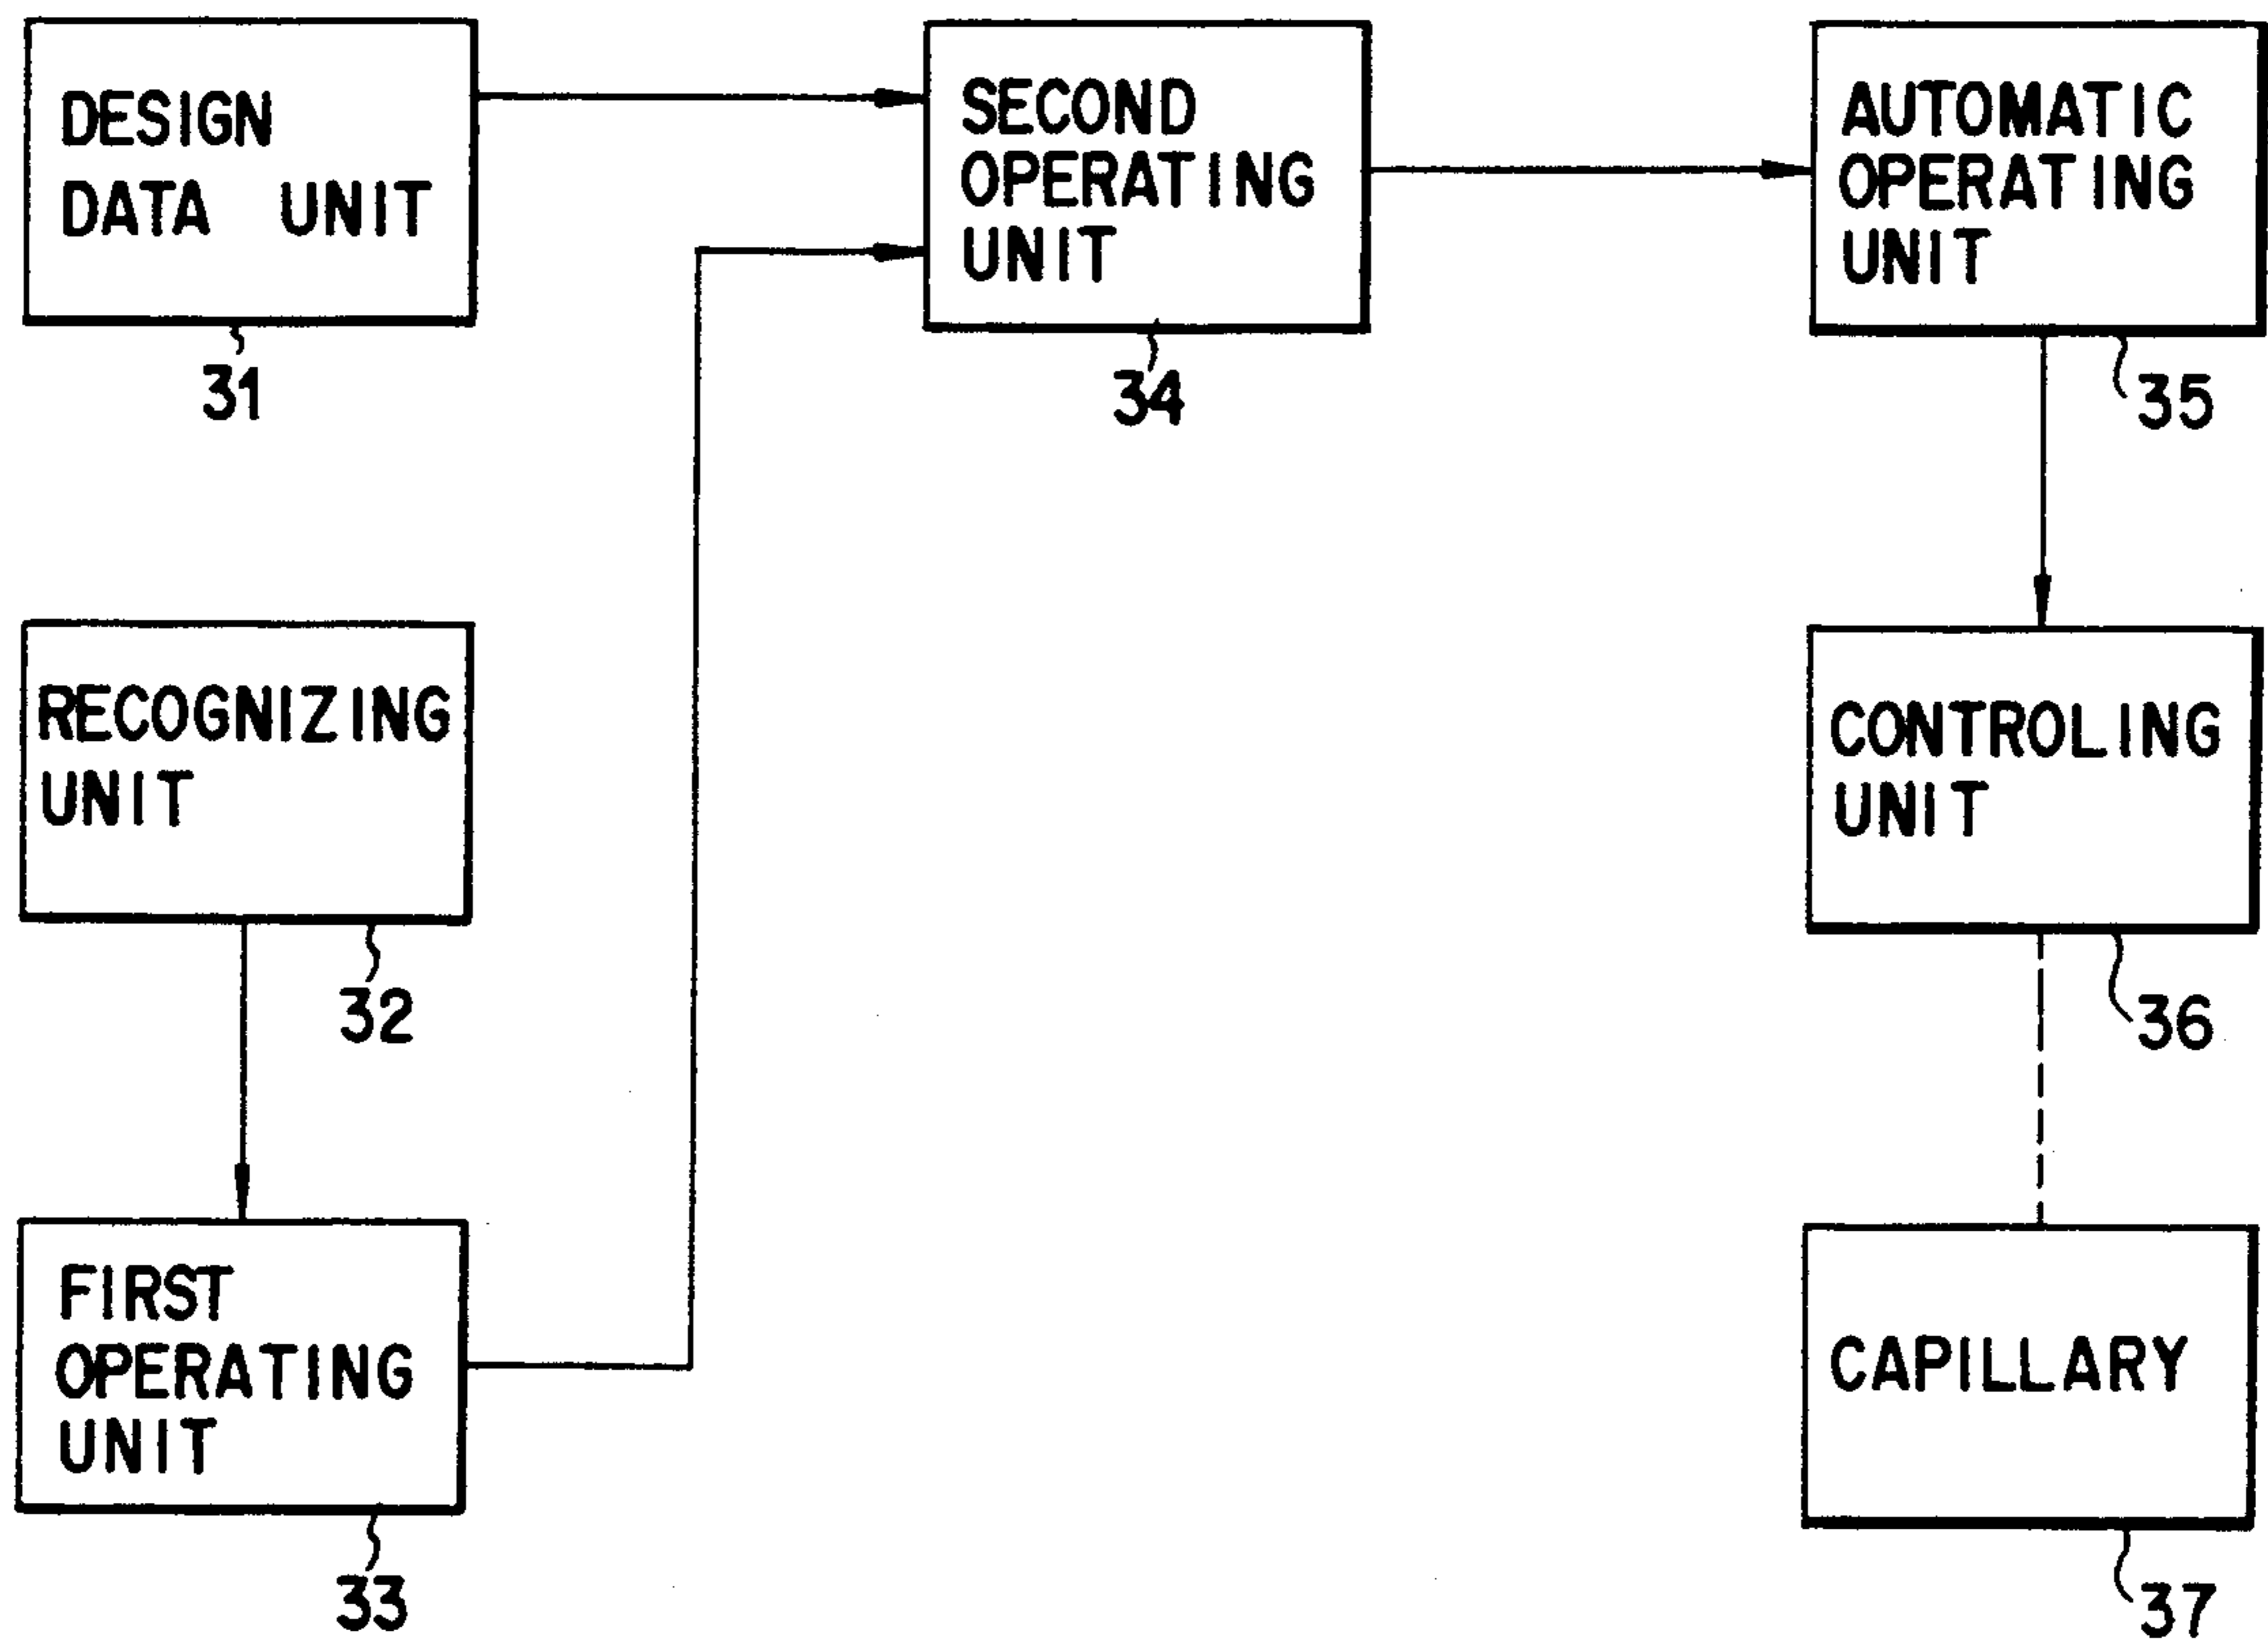 DESIGN
DATA UNIT
31
SECOND
OPERATING
UNIT
34
AUTOMATIC
OPERATING
UNIT
35
RECOGNIZING
UNIT
32
CONTROLING
UNIT
36
FIRST
OPERATING
UNIT
33
CAPILLARY
37